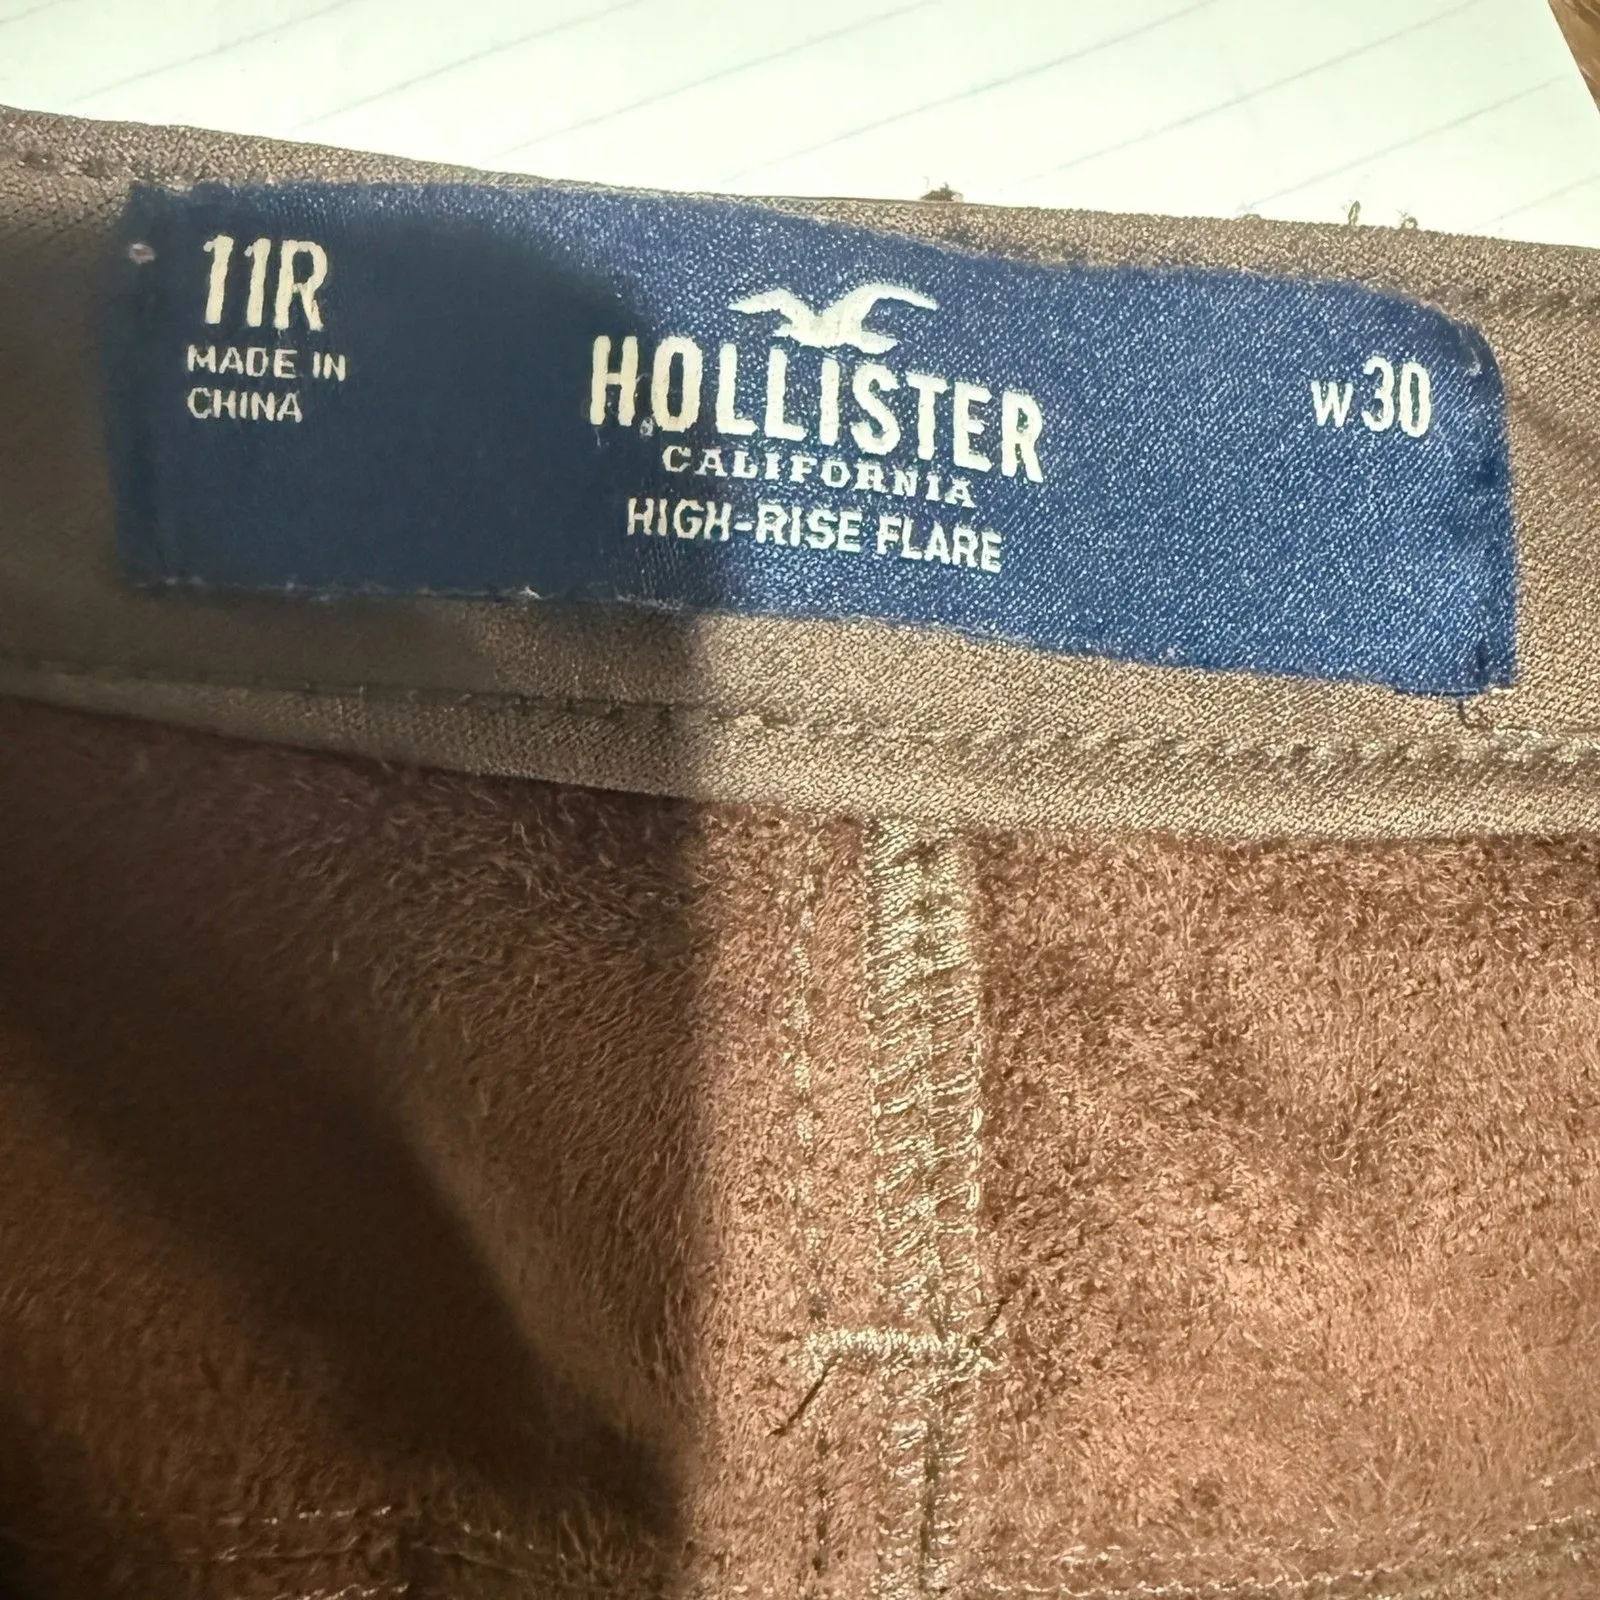 11R
MADE IN
CHINA
HOLLISTER
CALIFORNIA
HIGH-RISE FLARE
W30